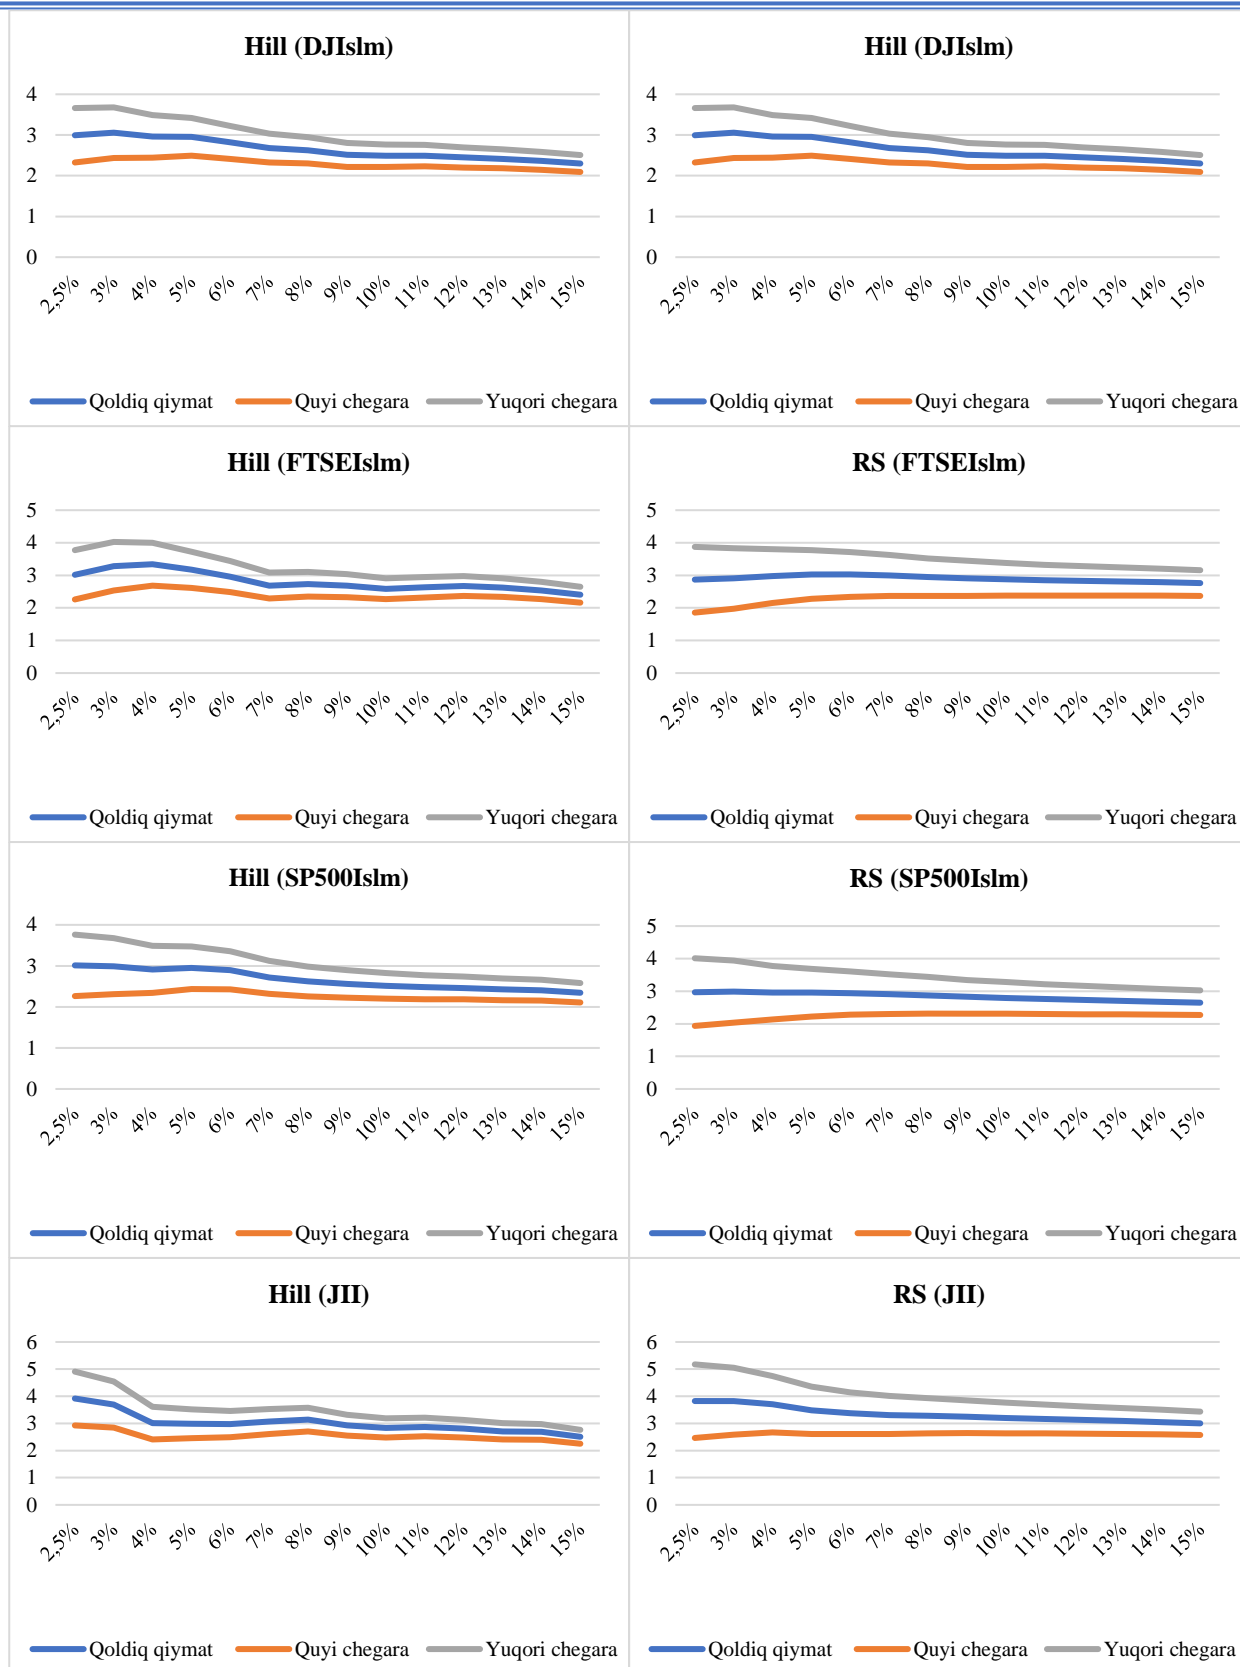 Hill (DJIslm)
4
3
2
1
0
2,5% 3% 4% 5% 6% 7% 8% 9% 10% 11% 12% 13% 14% 15%
Qoldiq qiymat Quyi chegara Yuqori chegara
Hill (DJIslm)
4
3
2
1
0
2,5% 3% 4% 5% 6% 7% 8% 9% 10% 11% 12% 13% 14% 15%
Qoldiq qiymat Quyi chegara Yuqori chegara
Hill (FTSEIslm)
5
4
3
2
1
0
2,5% 3% 4% 5% 6% 7% 8% 9% 10% 11% 12% 13% 14% 15%
Qoldiq qiymat Quyi chegara Yuqori chegara
RS (FTSEIslm)
5
4
3
2
1
0
2,5% 3% 4% 5% 6% 7% 8% 9% 10% 11% 12% 13% 14% 15%
Qoldiq qiymat Quyi chegara Yuqori chegara
Hill (SP500Islm)
4
3
2
1
0
2,5% 3% 4% 5% 6% 7% 8% 9% 10% 11% 12% 13% 14% 15%
Qoldiq qiymat Quyi chegara Yuqori chegara
RS (SP500Islm)
5
4
3
2
1
0
2,5% 3% 4% 5% 6% 7% 8% 9% 10% 11% 12% 13% 14% 15%
Qoldiq qiymat Quyi chegara Yuqori chegara
Hill (JII)
6
5
4
3
2
1
0
2,5% 3% 4% 5% 6% 7% 8% 9% 10% 11% 12% 13% 14% 15%
Qoldiq qiymat Quyi chegara Yuqori chegara
RS (JII)
6
5
4
3
2
1
0
2,5% 3% 4% 5% 6% 7% 8% 9% 10% 11% 12% 13% 14% 15%
Qoldiq qiymat Quyi chegara Yuqori chegara